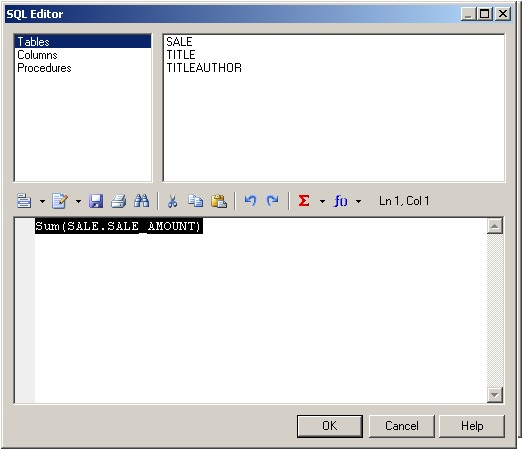 SQL Editor
Tables
Columns
Procedures
SALE
TITLE
TITLEAUTHOR
Σ
f()
Ln 1, Col 1
Sum(SALE.SALE_AMOUNT)
OK
Cancel
Help